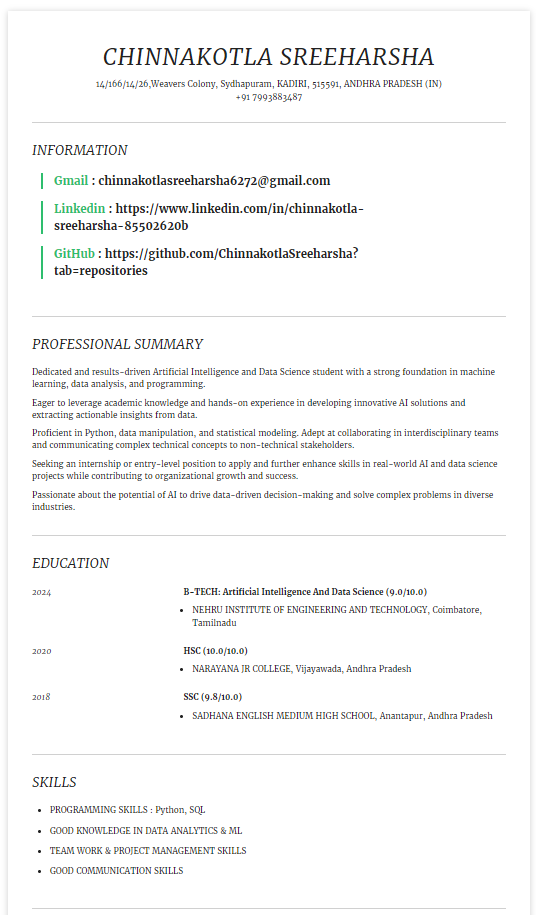 CHINNAKOTLA SREEHARSHA
14/166/14/26,Weavers Colony, Sydhapuram, KADIRI, 515591, ANDHRA PRADESH (IN)
+91 7993883487
INFORMATION
Gmail : chinnakotlasreeharsha6272@gmail.com
Linkedin : https://www.linkedin.com/in/chinnakotla-
sreeharsha-85502620b
GitHub : https://github.com/ChinnakotlaSreeharsha?
tab=repositories
PROFESSIONAL SUMMARY
Dedicated and results-driven Artificial Intelligence and Data Science student with a strong foundation in machine
learning, data analysis, and programming.
Eager to leverage academic knowledge and hands-on experience in developing innovative AI solutions and
extracting actionable insights from data.
Proficient in Python, data manipulation, and statistical modeling. Adept at collaborating in interdisciplinary teams
and communicating complex technical concepts to non-technical stakeholders.
Seeking an internship or entry-level position to apply and further enhance skills in real-world AI and data science
projects while contributing to organizational growth and success.
Passionate about the potential of AI to drive data-driven decision-making and solve complex problems in diverse
industries.
EDUCATION
2024 B-TECH: Artificial Intelligence And Data Science (9.0/10.0)
• NEHRU INSTITUTE OF ENGINEERING AND TECHNOLOGY, Coimbatore,
Tamilnadu
2020 HSC (10.0/10.0)
• NARAYANA JR COLLEGE, Vijayawada, Andhra Pradesh
2018 SSC (9.8/10.0)
• SADHANA ENGLISH MEDIUM HIGH SCHOOL, Anantapur, Andhra Pradesh
SKILLS
• PROGRAMMING SKILLS : Python, SQL
• GOOD KNOWLEDGE IN DATA ANALYTICS & ML
• TEAM WORK & PROJECT MANAGEMENT SKILLS
• GOOD COMMUNICATION SKILLS